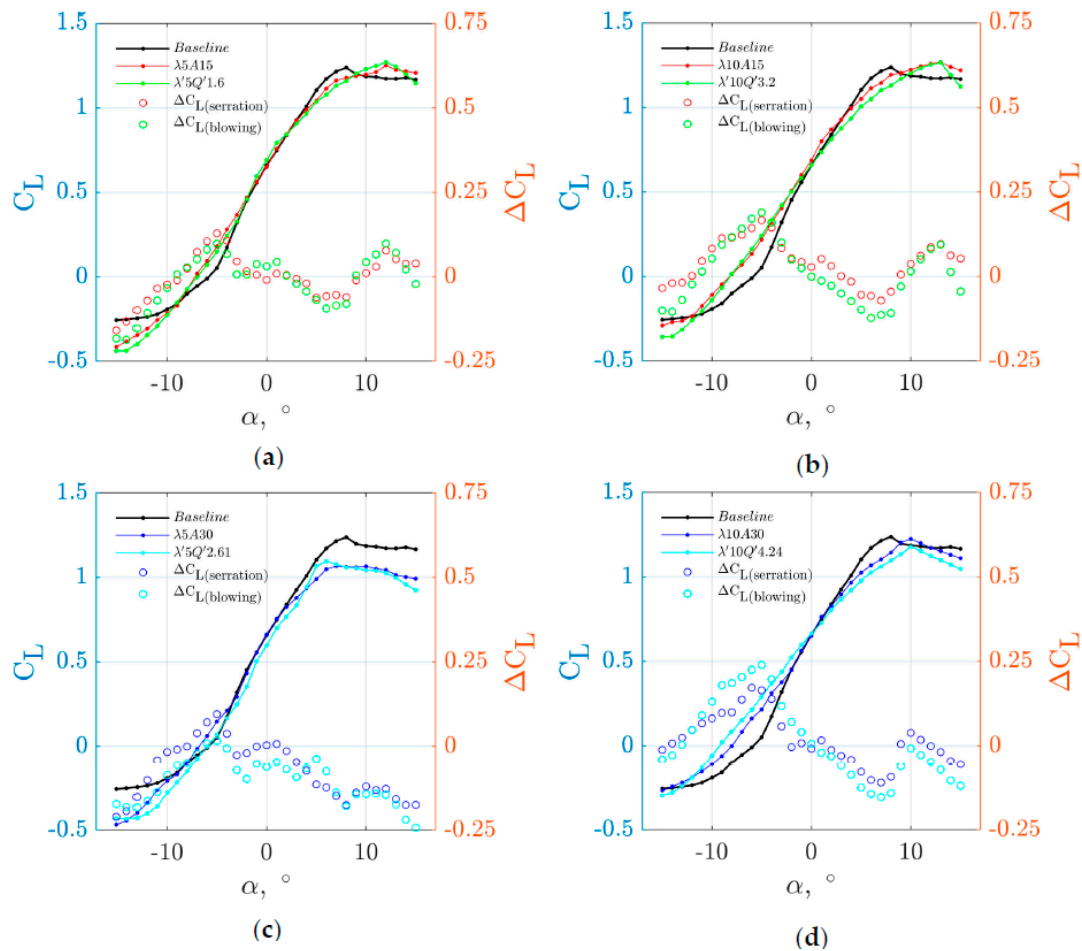 1.5
1
0.5
0
-0.5
C_L
0.75
0.5
0.25
0
-0.25
ΔC_L
Baseline
λ5A15
λ'5Q'1.6
ΔC_L(serration)
ΔC_L(blowing)
-10 0 10
α, °
(a)
1.5
1
0.5
0
-0.5
C_L
0.75
0.5
0.25
0
-0.25
ΔC_L
Baseline
λ10A15
λ'10Q'3.2
ΔC_L(serration)
ΔC_L(blowing)
-10 0 10
α, °
(b)
1.5
1
0.5
0
-0.5
C_L
0.75
0.5
0.25
0
-0.25
ΔC_L
Baseline
λ5A30
λ'5Q'2.61
ΔC_L(serration)
ΔC_L(blowing)
-10 0 10
α, °
(c)
1.5
1
0.5
0
-0.5
C_L
0.75
0.5
0.25
0
-0.25
ΔC_L
Baseline
λ10A30
λ'10Q'4.24
ΔC_L(serration)
ΔC_L(blowing)
-10 0 10
α, °
(d)